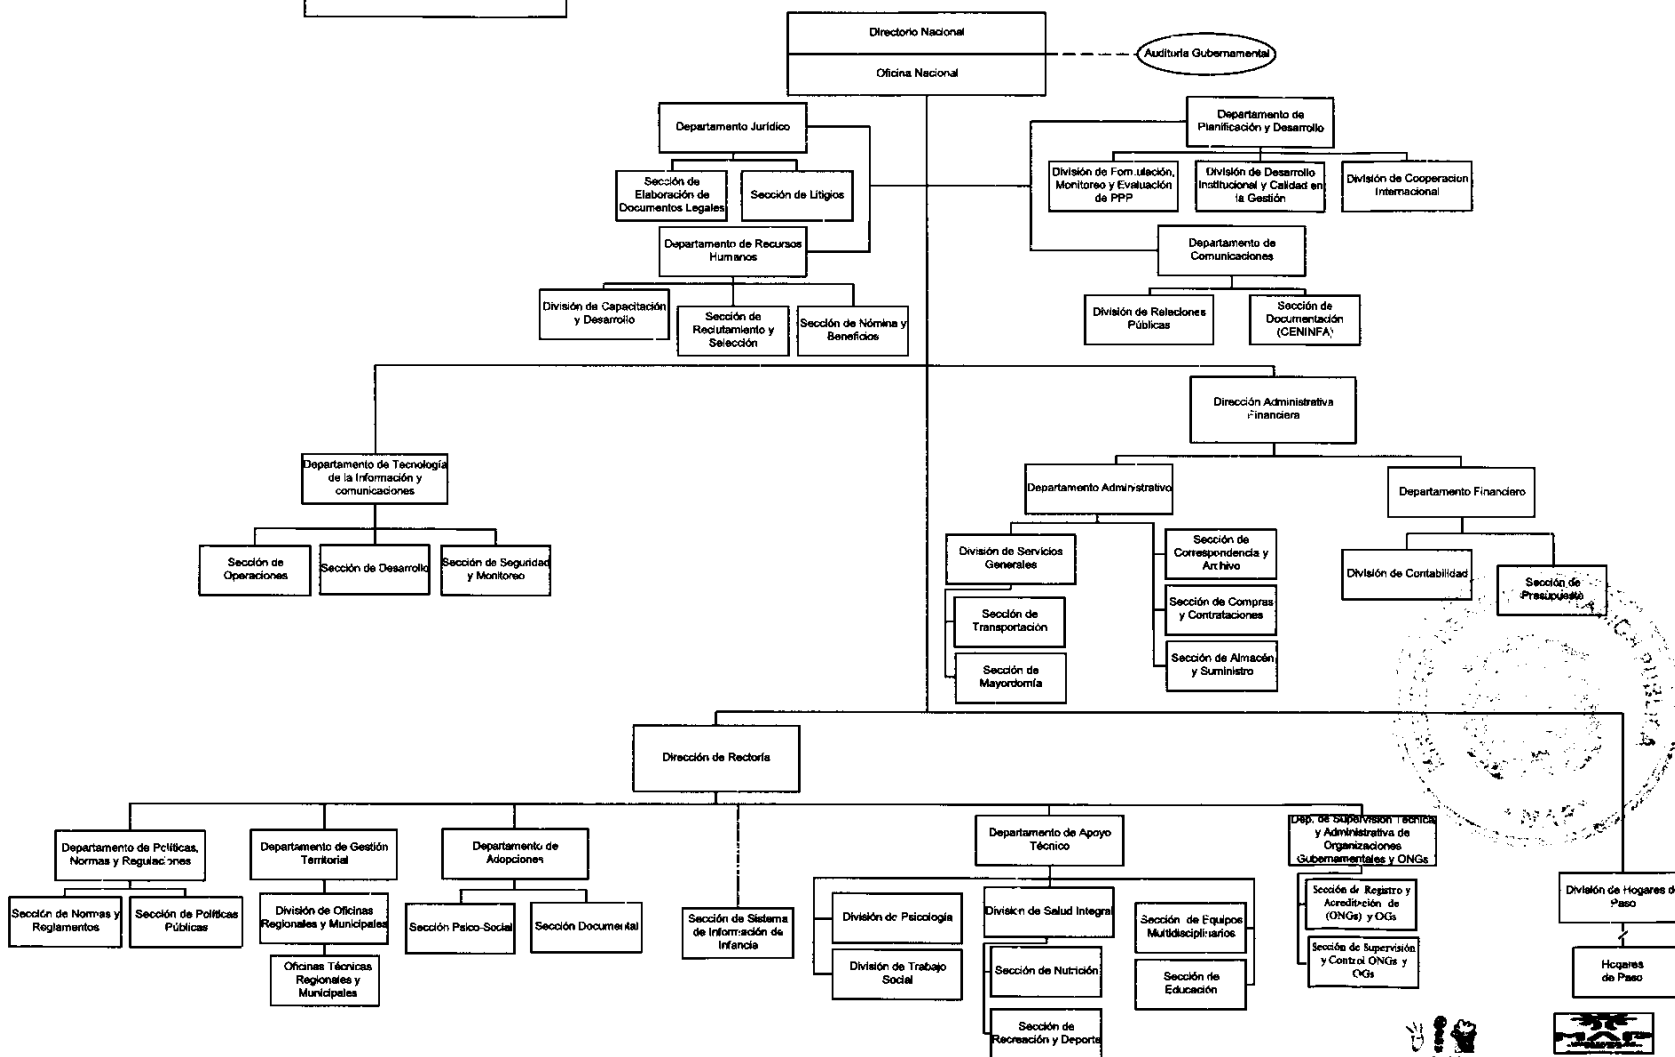 Directorio Nacional
Audituria Gubernamental
Oficina Nacional
Departamento Jurídico
Departamento de
Planificación y Desarrollo
Sección de
Elaboración de
Documentos Legales
Sección de Litigios
División de Formulación,
Monitoreo y Evaluación
de PPP
División de Desarrollo
Institucional y Calidad en
la Gestión
División de Cooperacion
Internacional
Departamento de Recursos
Humanos
Departamento de
Comunicaciones
División de Capacitación
y Desarrollo
Sección de
Reclutamiento y
Selección
Sección de Nómina y
Beneficios
División de Relaciones
Públicas
Sección de
Documentación
(CENINFA)
Dirección Administrativa
Financiera
Departamento de Tecnología
de la Información y
comunicaciones
Departamento Administrativo
Departamento Financiero
Sección de
Operaciones
Sección de Desarrollo
Sección de Seguridad
y Monitoreo
División de Servicios
Generales
Sección de
Correspondencia y
Archivo
División de Contabilidad
Sección de
Presupuesto
Sección de
Transportación
Sección de Compras
y Contrataciones
Sección de
Mayordomía
Sección de Almacén
y Suministro
Dirección de Rectoría
Departamento de Políticas,
Normas y Regulaciones
Departamento de Gestión
Territorial
Departamento de
Adopciones
Departamento de Apoyo
Técnico
Dep. de Supervisión Técnica
y Administrativa de
Organizaciones
Gubernamentales y ONGs
Sección de Normas y
Reglamentos
Sección de Políticas
Públicas
División de Oficinas
Regionales y Municipales
Oficinas Técnicas
Regionales y
Municipales
Sección Psico-Social
Sección Documental
Sección de Sistema
de Información de
Infancia
División de Psicología
División de Salud Integral
Sección de Equipos
Multidisciplinarios
Sección de Registro y
Acreditación de
(ONGs) y OGs
División de Hogares de
Paso
División de Trabajo
Social
Sección de Nutrición
Sección de
Educación
Sección de Supervisión
y Control ONGs y
OGs
Hogares
de Paso
Sección de
Recreación y Deporte